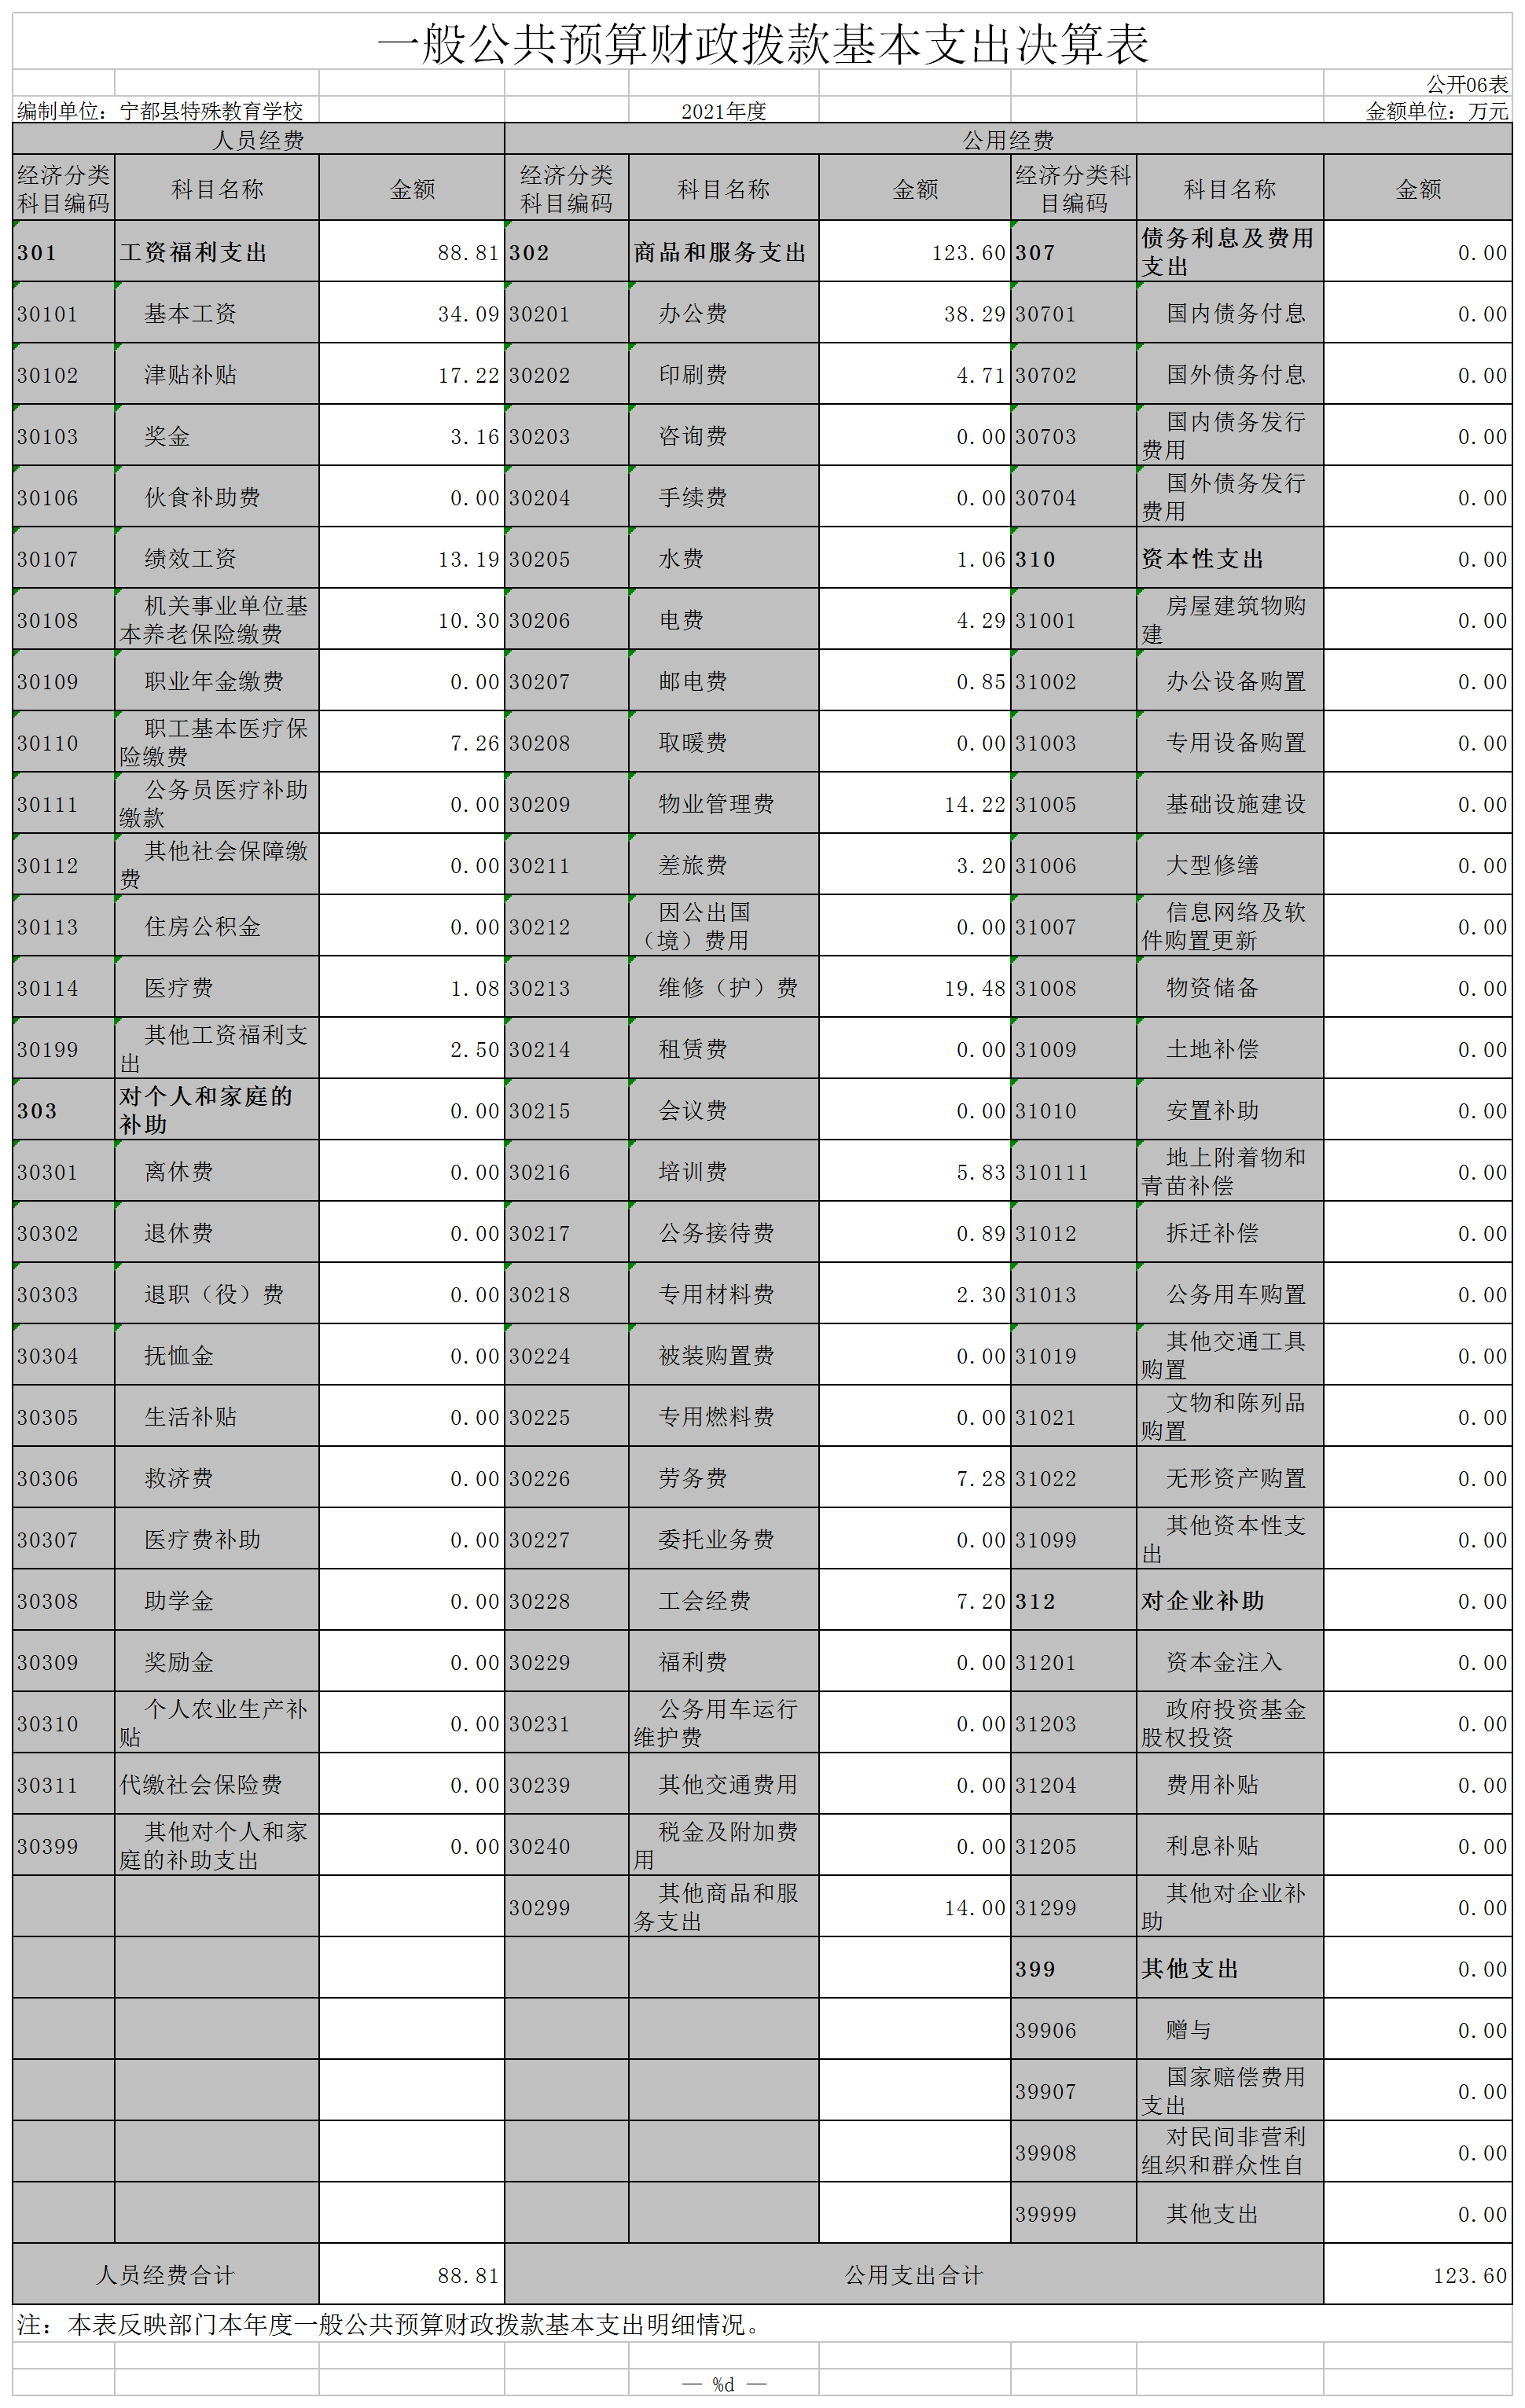 一般公共预算财政拨款基本支出决算表
公开06表
编制单位：宁都县特殊教育学校 2021年度 金额单位：万元
人员经费 公用经费
经济分类科目编码 科目名称 金额 经济分类科目编码 科目名称 金额 经济分类科目编码 科目名称 金额
301 工资福利支出 88.81 302 商品和服务支出 123.60 307 债务利息及费用支出 0.00
30101 基本工资 34.09 30201 办公费 38.29 30701 国内债务付息 0.00
30102 津贴补贴 17.22 30202 印刷费 4.71 30702 国外债务付息 0.00
30103 奖金 3.16 30203 咨询费 0.00 30703 国内债务发行费用 0.00
30106 伙食补助费 0.00 30204 手续费 0.00 30704 国外债务发行费用 0.00
30107 绩效工资 13.19 30205 水费 1.06 310 资本性支出 0.00
30108 机关事业单位基本养老保险缴费 10.30 30206 电费 4.29 31001 房屋建筑物购建 0.00
30109 职业年金缴费 0.00 30207 邮电费 0.85 31002 办公设备购置 0.00
30110 职工基本医疗保险缴费 7.26 30208 取暖费 0.00 31003 专用设备购置 0.00
30111 公务员医疗补助缴款 0.00 30209 物业管理费 14.22 31005 基础设施建设 0.00
30112 其他社会保障缴费 0.00 30211 差旅费 3.20 31006 大型修缮 0.00
30113 住房公积金 0.00 30212 因公出国（境）费用 0.00 31007 信息网络及软件购置更新 0.00
30114 医疗费 1.08 30213 维修（护）费 19.48 31008 物资储备 0.00
30199 其他工资福利支出 2.50 30214 租赁费 0.00 31009 土地补偿 0.00
303 对个人和家庭的补助 0.00 30215 会议费 0.00 31010 安置补助 0.00
30301 离休费 0.00 30216 培训费 5.83 310111 地上附着物和青苗补偿 0.00
30302 退休费 0.00 30217 公务接待费 0.89 31012 拆迁补偿 0.00
30303 退职（役）费 0.00 30218 专用材料费 2.30 31013 公务用车购置 0.00
30304 抚恤金 0.00 30224 被装购置费 0.00 31019 其他交通工具购置 0.00
30305 生活补贴 0.00 30225 专用燃料费 0.00 31021 文物和陈列品购置 0.00
30306 救济费 0.00 30226 劳务费 7.28 31022 无形资产购置 0.00
30307 医疗费补助 0.00 30227 委托业务费 0.00 31099 其他资本性支出 0.00
30308 助学金 0.00 30228 工会经费 7.20 312 对企业补助 0.00
30309 奖励金 0.00 30229 福利费 0.00 31201 资本金注入 0.00
30310 个人农业生产补贴 0.00 30231 公务用车运行维护费 0.00 31203 政府投资基金股权投资 0.00
30311 代缴社会保险费 0.00 30239 其他交通费用 0.00 31204 费用补贴 0.00
30399 其他对个人和家庭的补助支出 0.00 30240 税金及附加费用 0.00 31205 利息补贴 0.00
30299 其他商品和服务支出 14.00 31299 其他对企业补助 0.00
399 其他支出 0.00
39906 赠与 0.00
39907 国家赔偿费用支出 0.00
39908 对民间非营利组织和群众性自 0.00
39999 其他支出 0.00
人员经费合计 88.81 公用支出合计 123.60
注：本表反映部门本年度一般公共预算财政拨款基本支出明细情况。
— %d —